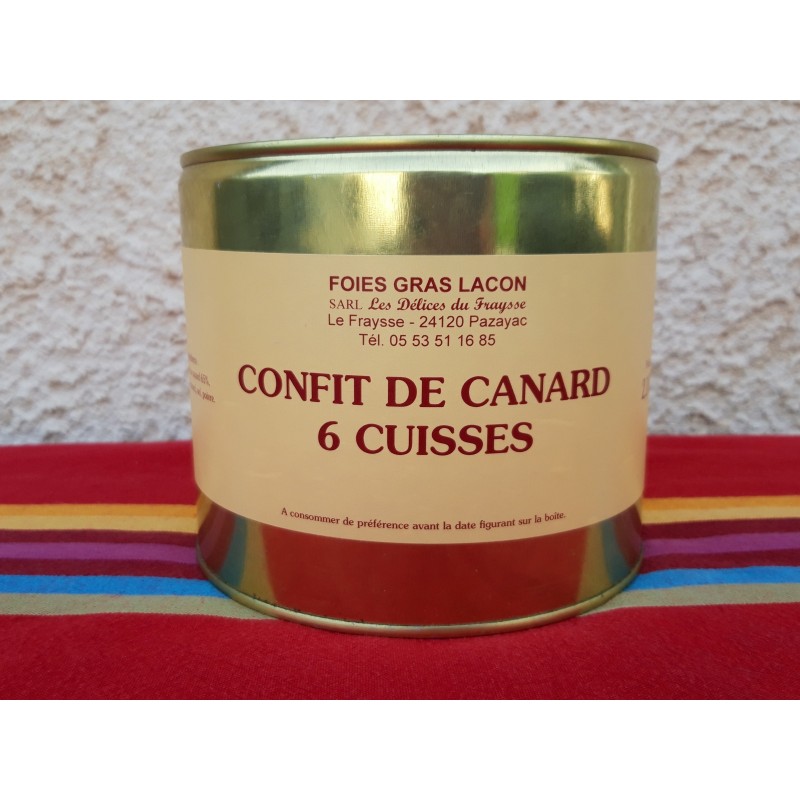 FOIES GRAS LACON
SARL Les Délices du Fraysse
Le Fraysse - 24120 Pazayac
Tél. 05 53 51 16 85
CONFIT DE CANARD
6 CUISSES
A consommer de préférence avant la date figurant sur la boîte.